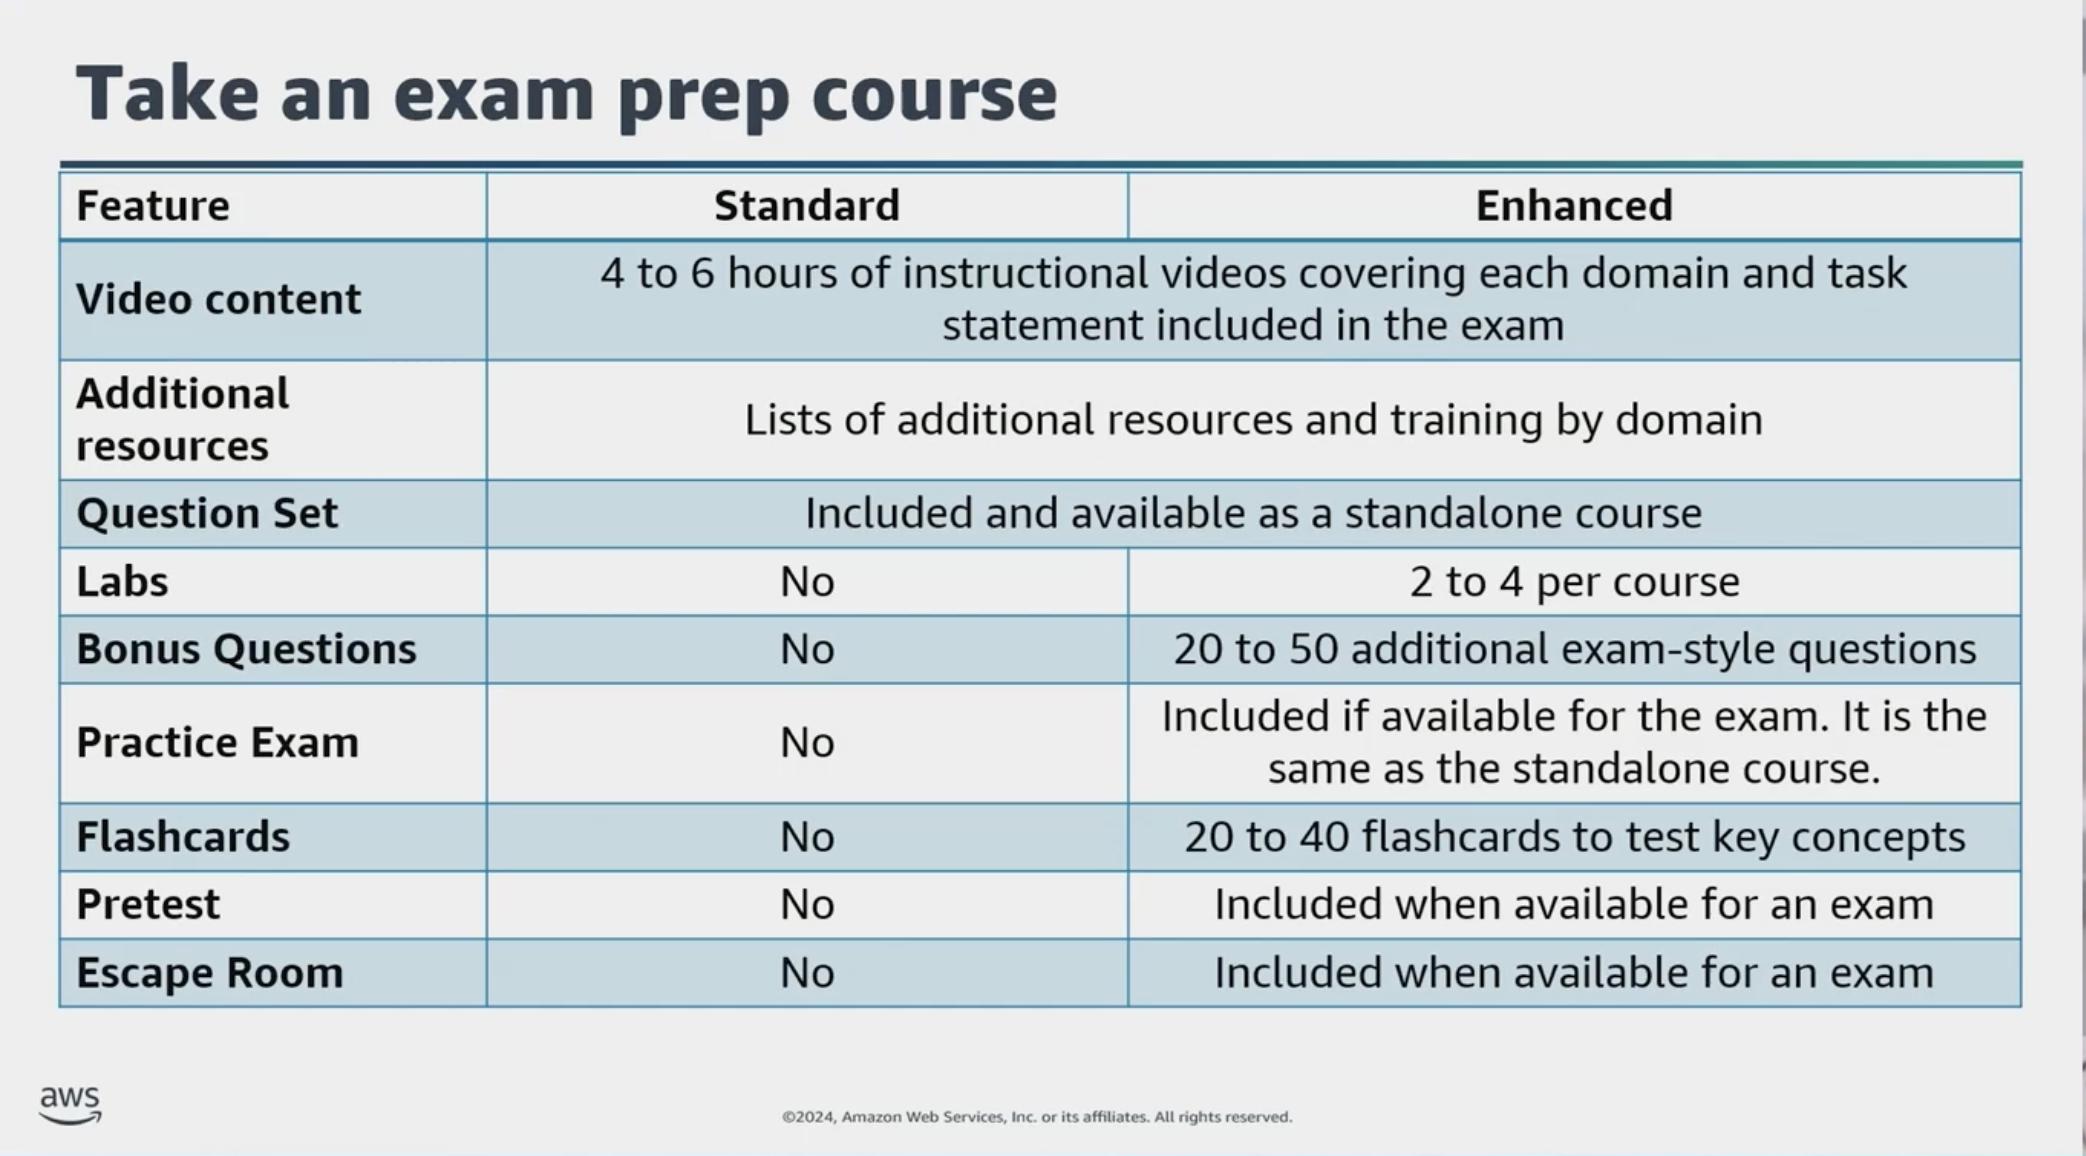 Take an exam prep course
Feature Standard Enhanced
Video content
4 to 6 hours of instructional videos covering each domain and task
statement included in the exam
Additional
resources
Lists of additional resources and training by domain
Question Set Included and available as a standalone course
Labs No 2 to 4 per course
Bonus Questions No 20 to 50 additional exam-style questions
Practice Exam No
Included if available for the exam. It is the
same as the standalone course.
Flashcards No 20 to 40 flashcards to test key concepts
Pretest No Included when available for an exam
Escape Room No Included when available for an exam
aws
©2024, Amazon Web Services, Inc. or its affiliates. All rights reserved.